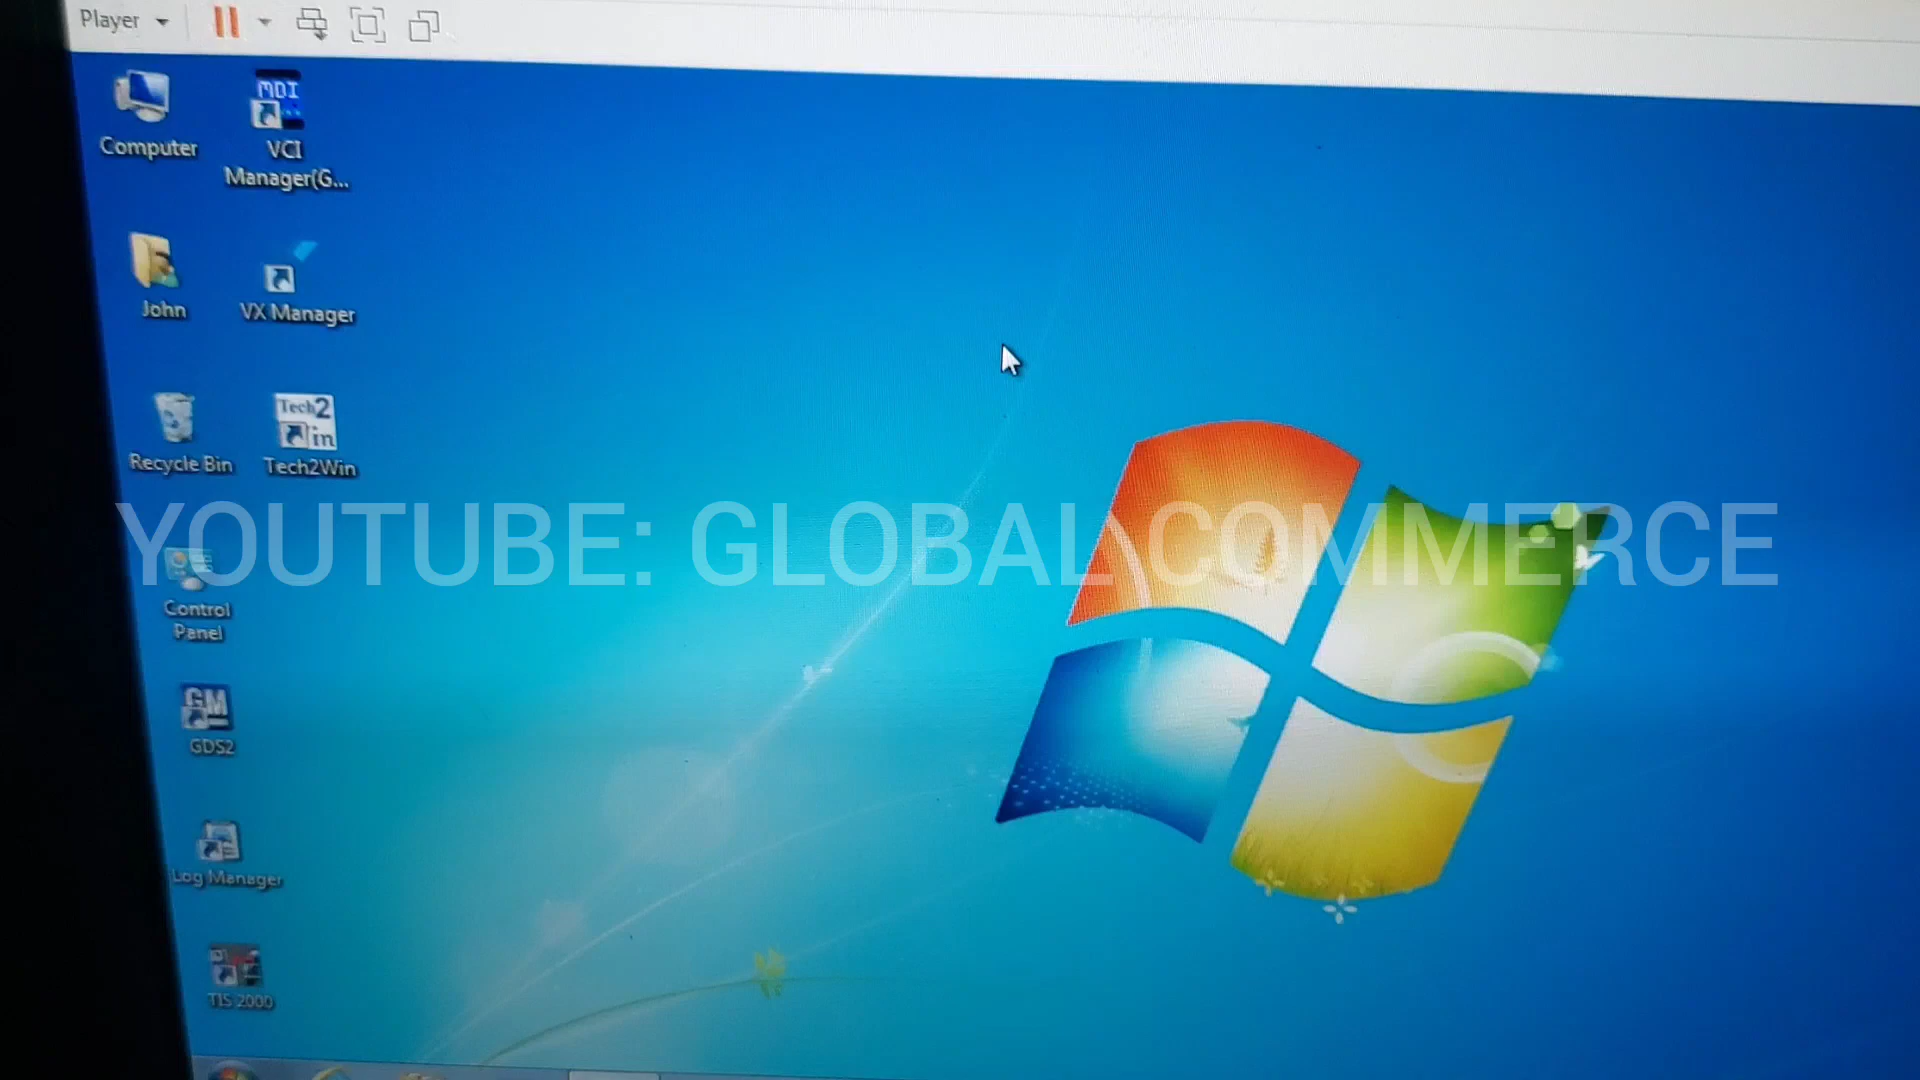 Player
Computer
MDI
VCI
Manager(G...
John
VX Manager
Recycle Bin
Tech2
in
Tech2Win
YOUTUBE: GLOBAL COMMERCE
Control
Panel
GM
GDS2
Log Manager
TIS 2000